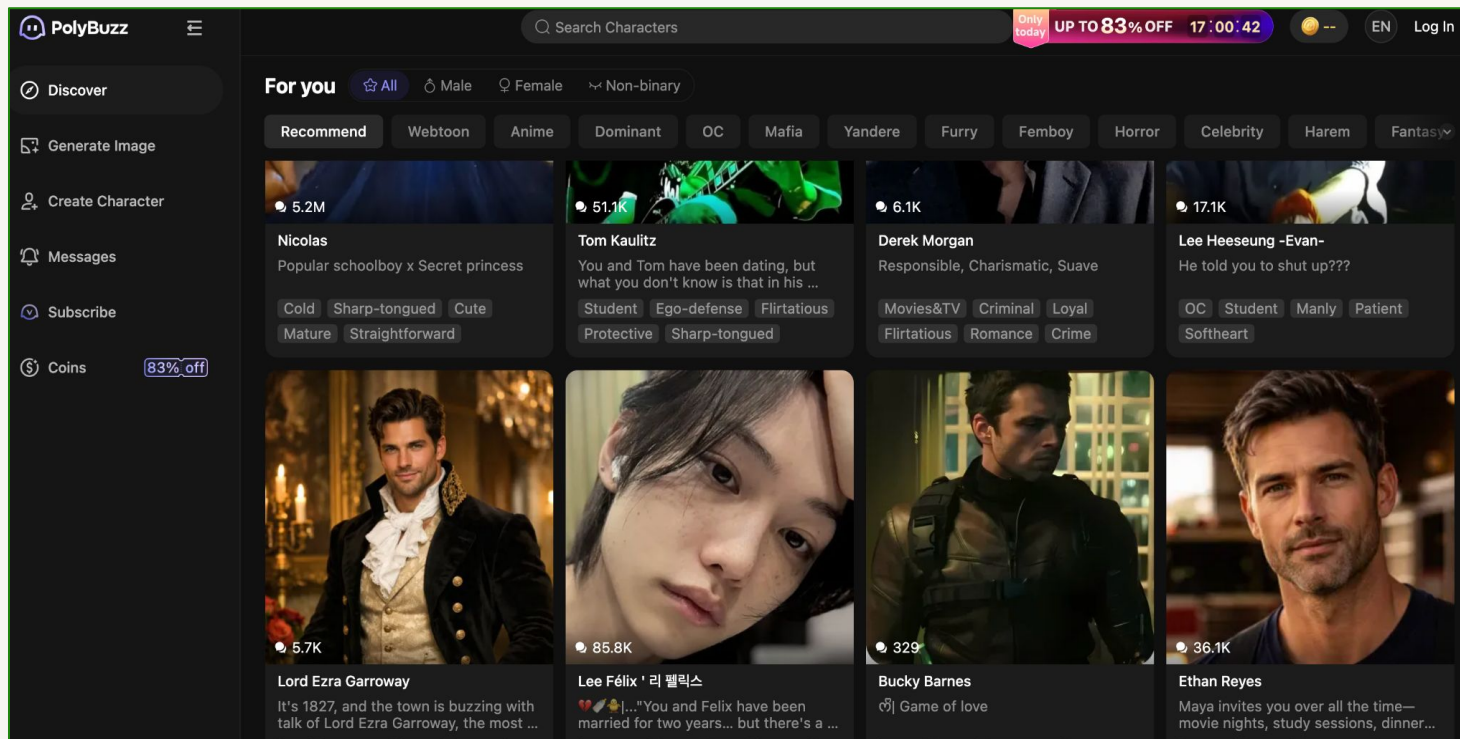 PolyBuzz
Search Characters
Only today
UP TO 83% OFF 17:00:42
--
EN
Log In
Discover
Generate Image
Create Character
Messages
Subscribe
Coins 83% off
For you All Male Female Non-binary
Recommend Webtoon Anime Dominant OC Mafia Yandere Furry Femboy Horror Celebrity Harem Fantasy
5.2M
Nicolas
Popular schoolboy x Secret princess
Cold Sharp-tongued Cute
Mature Straightforward
51.1K
Tom Kaulitz
You and Tom have been dating, but
what you don't know is that in his ...
Student Ego-defense Flirtatious
Protective Sharp-tongued
6.1K
Derek Morgan
Responsible, Charismatic, Suave
Movies&TV Criminal Loyal
Flirtatious Romance Crime
17.1K
Lee Heeseung -Evan-
He told you to shut up???
OC Student Manly Patient
Softheart
5.7K
Lord Ezra Garroway
It's 1827, and the town is buzzing with
talk of Lord Ezra Garroway, the most ...
85.8K
Lee Félix ' 리 펠릭스
|..."You and Felix have been
married for two years... but there's a ...
329
Bucky Barnes
| Game of love
36.1K
Ethan Reyes
Maya invites you over all the time—
movie nights, study sessions, dinner...